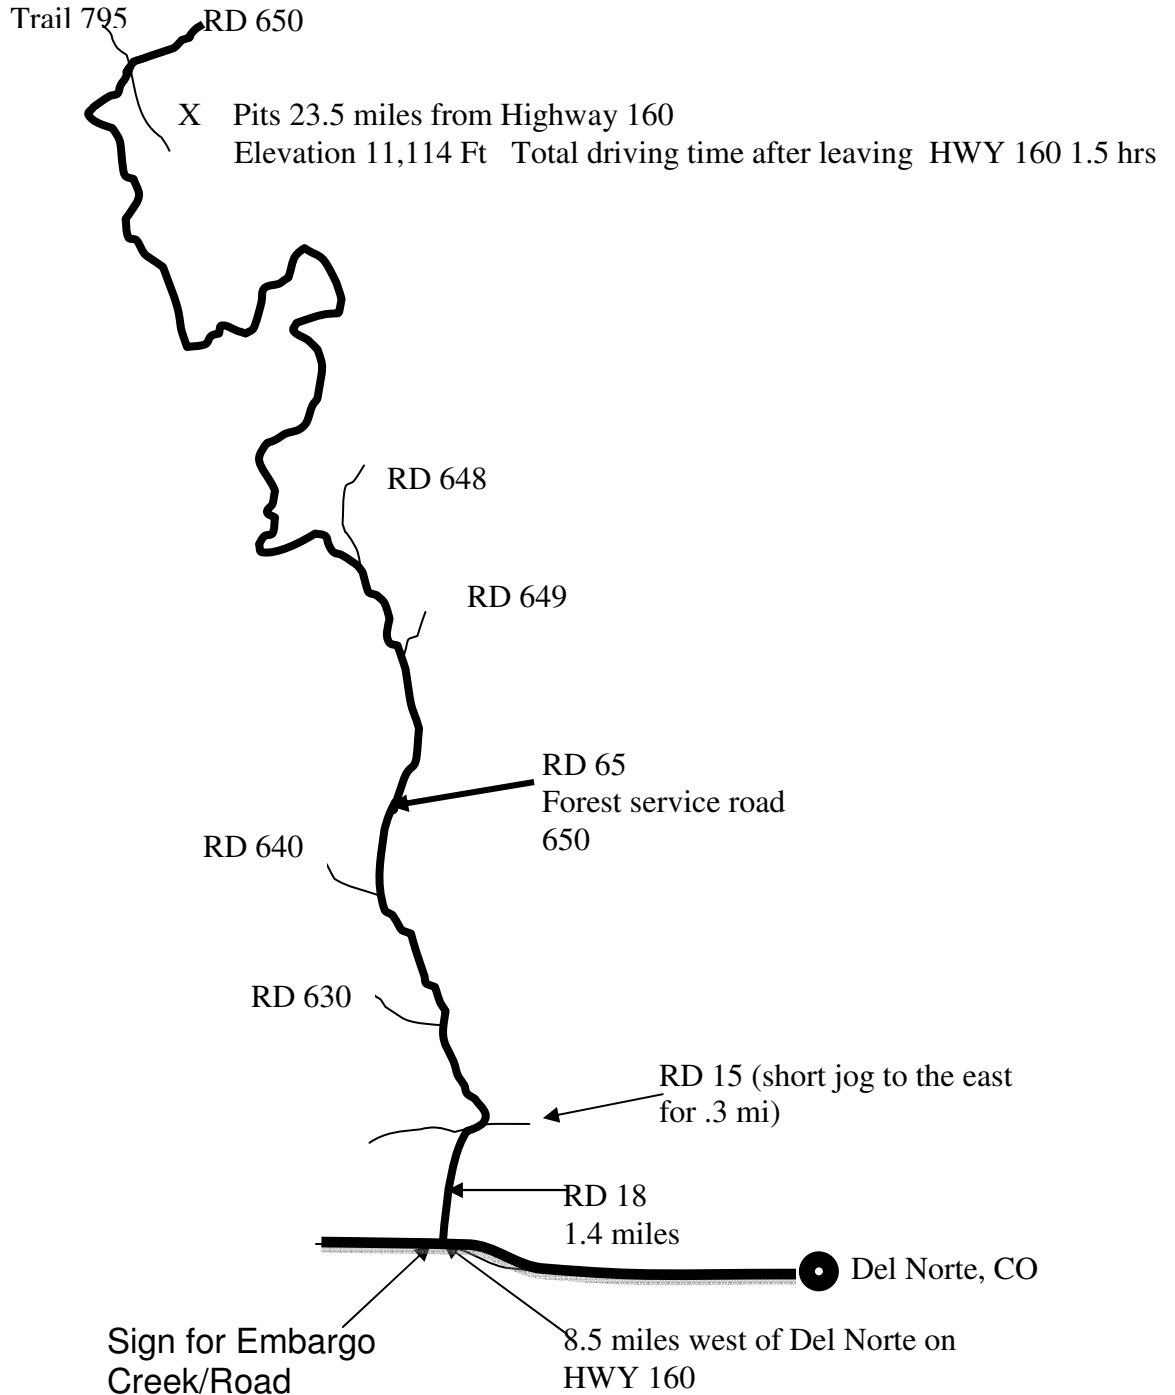 Trail 795
RD 650
X Pits 23.5 miles from Highway 160
Elevation 11,114 Ft Total driving time after leaving HWY 160 1.5 hrs
RD 648
RD 649
RD 65
Forest service road
650
RD 640
RD 630
RD 15 (short jog to the east
for .3 mi)
RD 18
1.4 miles
Del Norte, CO
Sign for Embargo
Creek/Road
8.5 miles west of Del Norte on
HWY 160